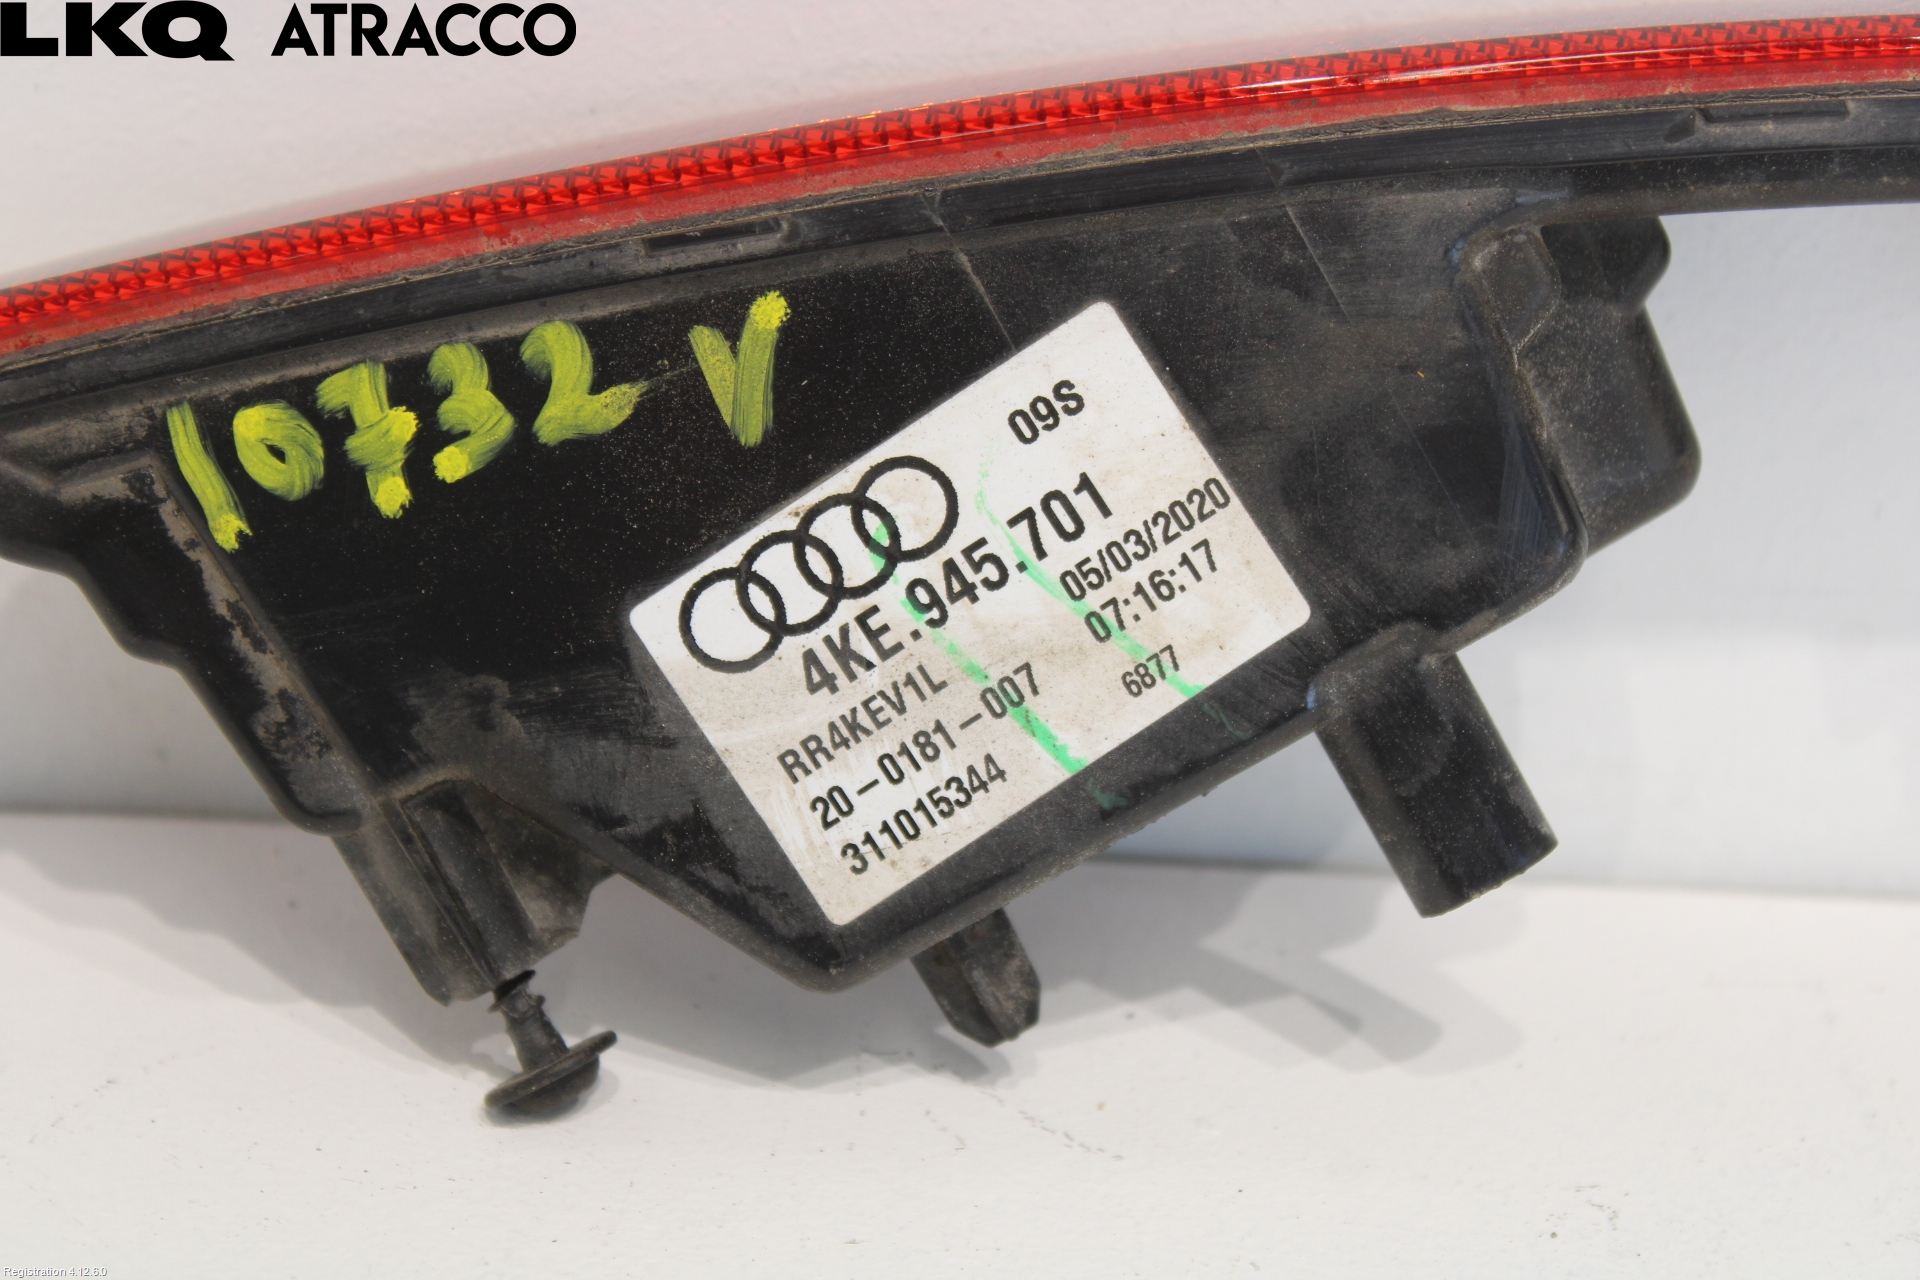 LKQ ATRACCO
10732 V
09S
4KE.945.701
05/03/2020
07:16:17
RR4KEV1L
20-0181-007
6877
311015344
Registration 4.12.6.0